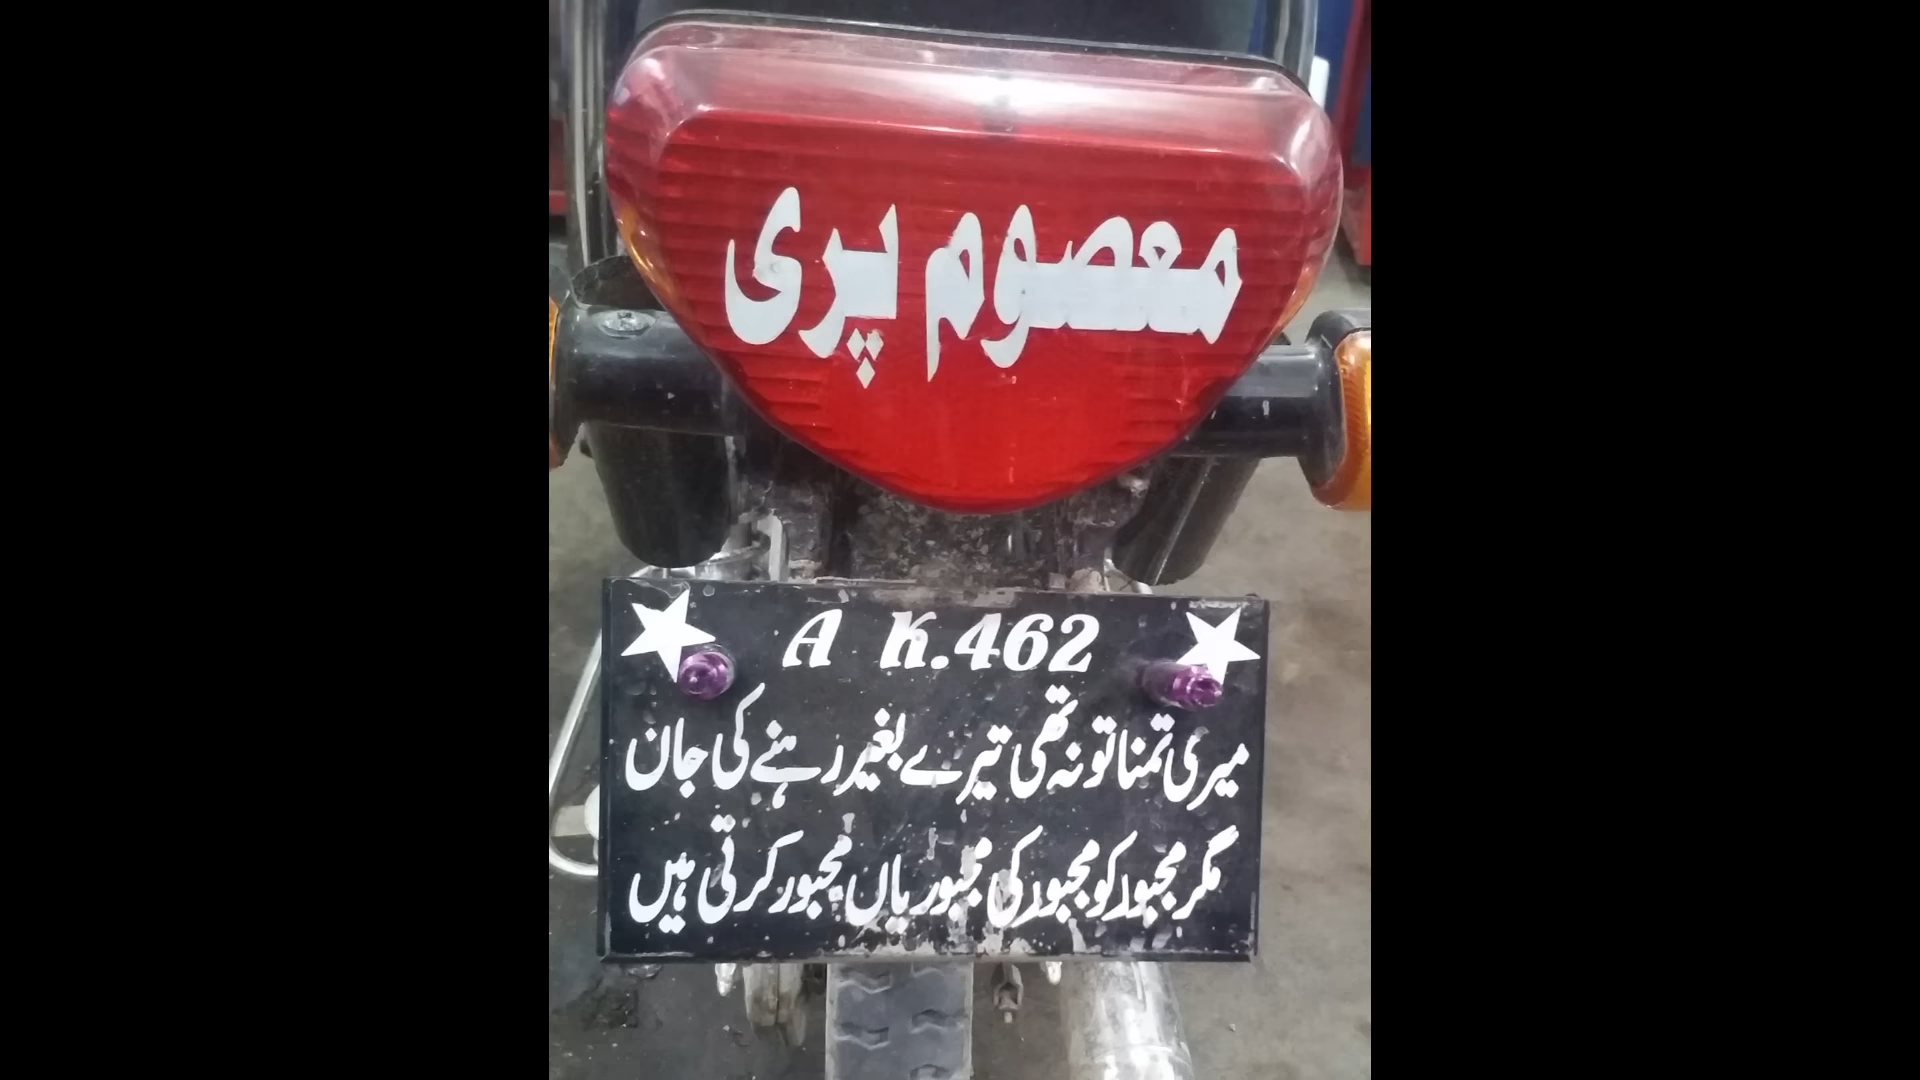 معصوم پری
A K.462
میری تمنا تو نہ تھی تیرے بغیر رہنے کی جان
مگر مجبور کو مجبور کی مجبوریاں مجبور کرتی ہیں